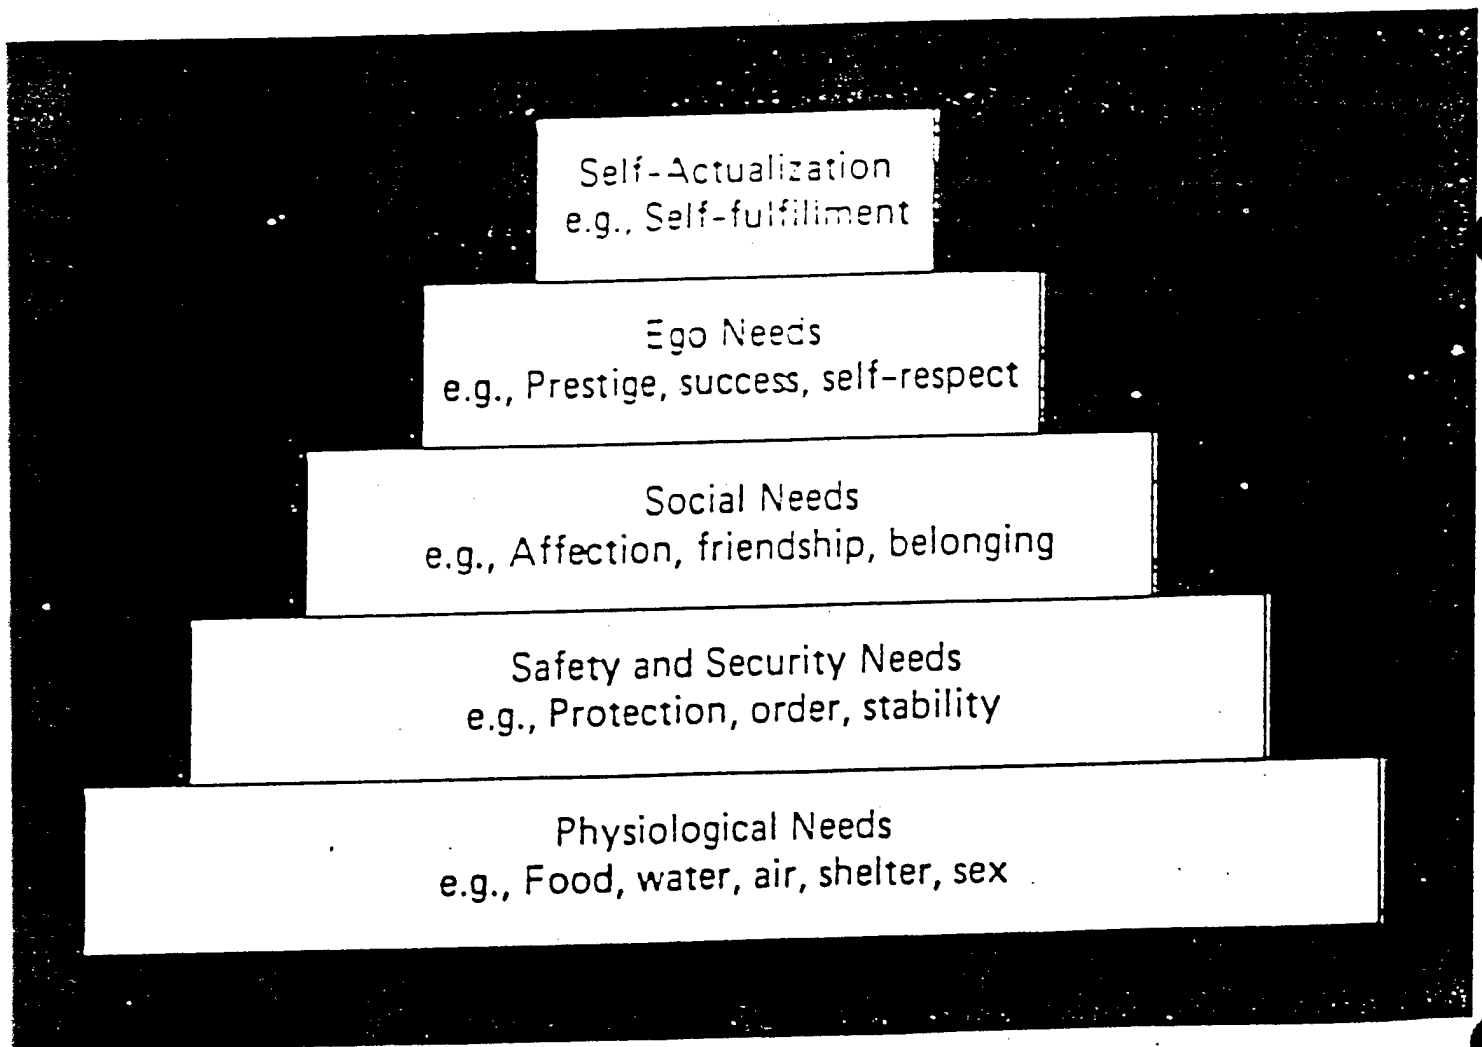 Self-Actualization
e.g., Self-fulfillment
Ego Needs
e.g., Prestige, success, self-respect
Social Needs
e.g., Affection, friendship, belonging
Safety and Security Needs
e.g., Protection, order, stability
Physiological Needs
e.g., Food, water, air, shelter, sex